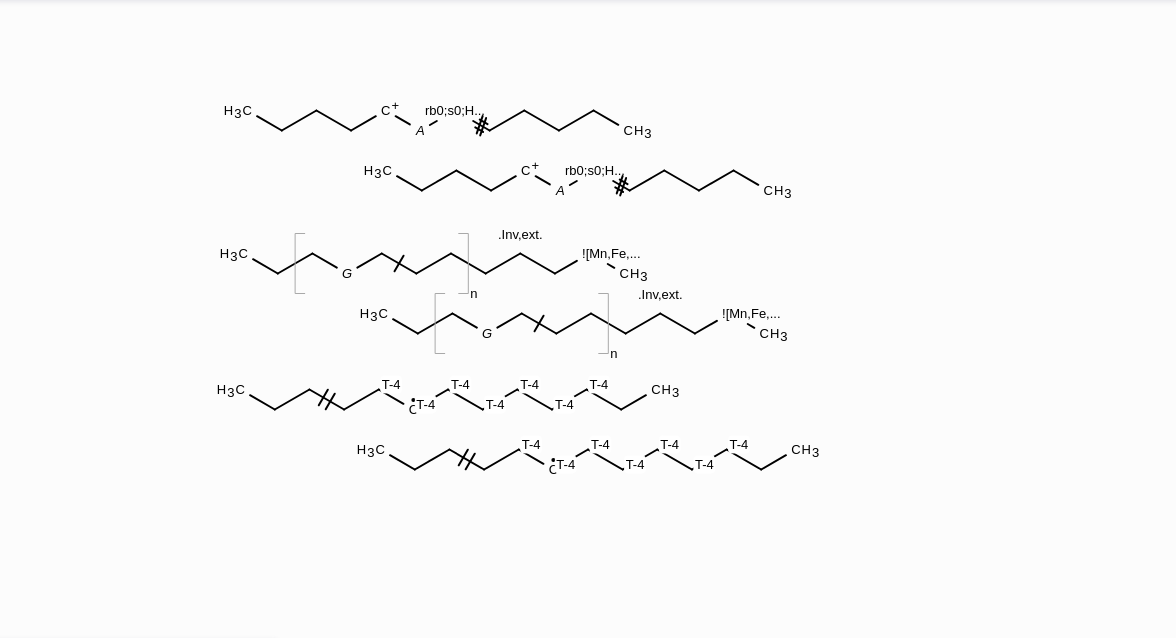 H3C C+ A rb0;s0;H... CH3
H3C C+ A rb0;s0;H... CH3
.Inv,ext.
H3C G ![Mn,Fe,... CH3
n .Inv,ext.
H3C G ![Mn,Fe,... CH3
n
H3C T-4 C T-4 T-4 T-4 T-4 T-4 T-4 CH3
H3C T-4 C T-4 T-4 T-4 T-4 T-4 T-4 CH3